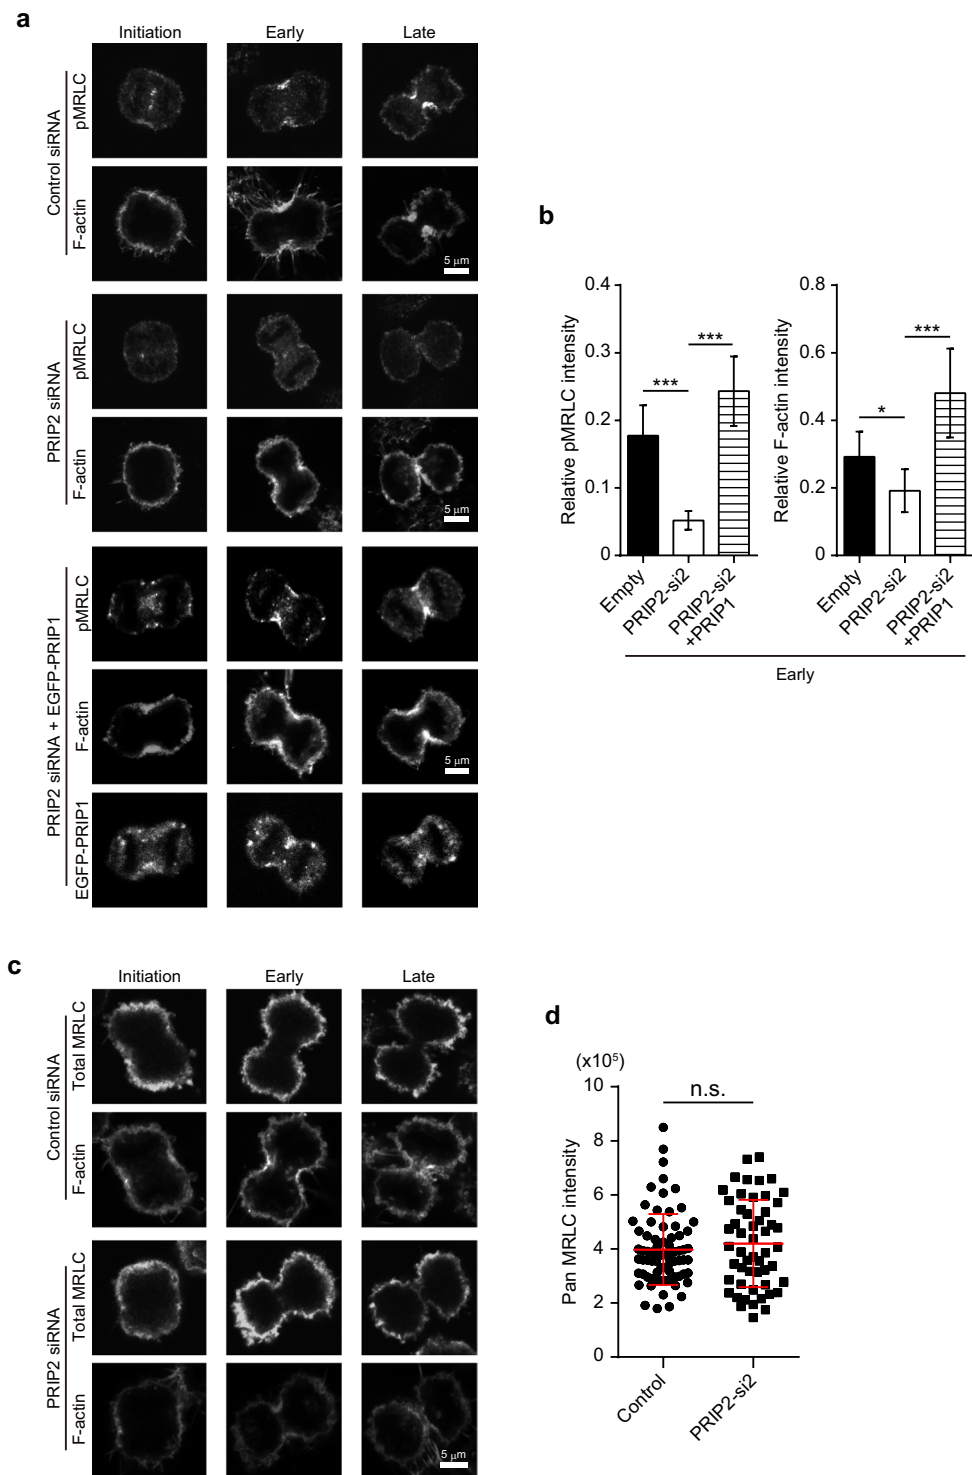 a
Initiation
Early
Late
Control siRNA
pMRLC
F-actin
5 μm
PRIP2 siRNA
pMRLC
F-actin
5 μm
PRIP2 siRNA + EGFP-PRIP1
pMRLC
F-actin
5 μm
EGFP-PRIP1
b
Relative pMRLC intensity
0.4
0.3
0.2
0.1
0
***
***
Empty
PRIP2-si2
PRIP2-si2
+PRIP1
Relative F-actin intensity
0.8
0.6
0.4
0.2
0
*
***
Empty
PRIP2-si2
PRIP2-si2
+PRIP1
Early
c
Initiation
Early
Late
Control siRNA
Total MRLC
F-actin
PRIP2 siRNA
Total MRLC
F-actin
5 μm
d
(x10⁵)
Pan MRLC intensity
10
8
6
4
2
0
n.s.
Control
PRIP2-si2